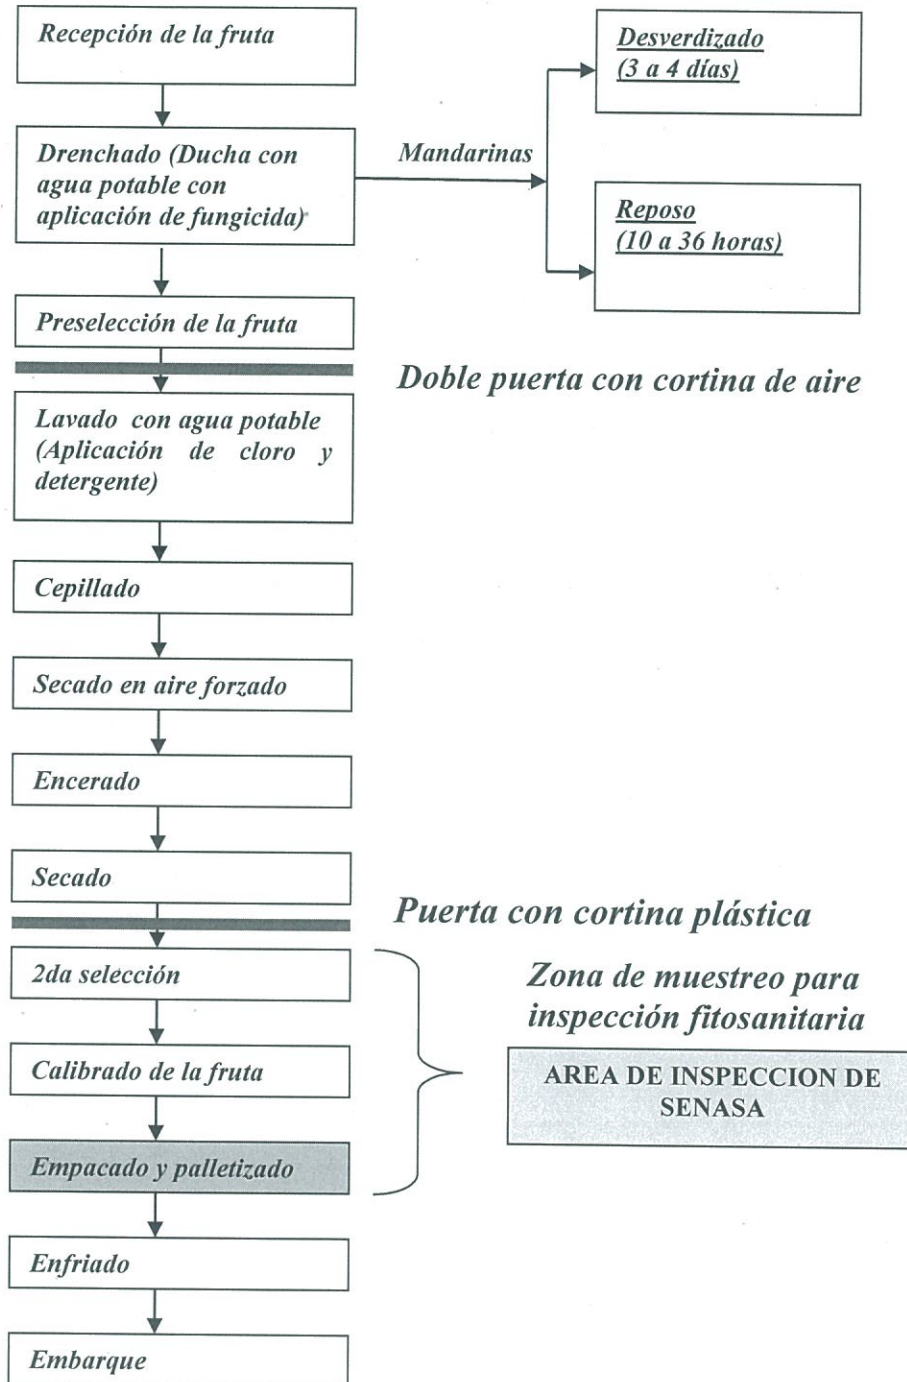 Recepción de la fruta
Drenchado (Ducha con
agua potable con
aplicación de fungicida)
Mandarinas
Desverdizado
(3 a 4 días)
Reposo
(10 a 36 horas)
Preselección de la fruta
Doble puerta con cortina de aire
Lavado con agua potable
(Aplicación de cloro y
detergente)
Cepillado
Secado en aire forzado
Encerado
Secado
Puerta con cortina plástica
2da selección
Zona de muestreo para
inspección fitosanitaria
Calibrado de la fruta
AREA DE INSPECCION DE
SENASA
Empacado y palletizado
Enfriado
Embarque